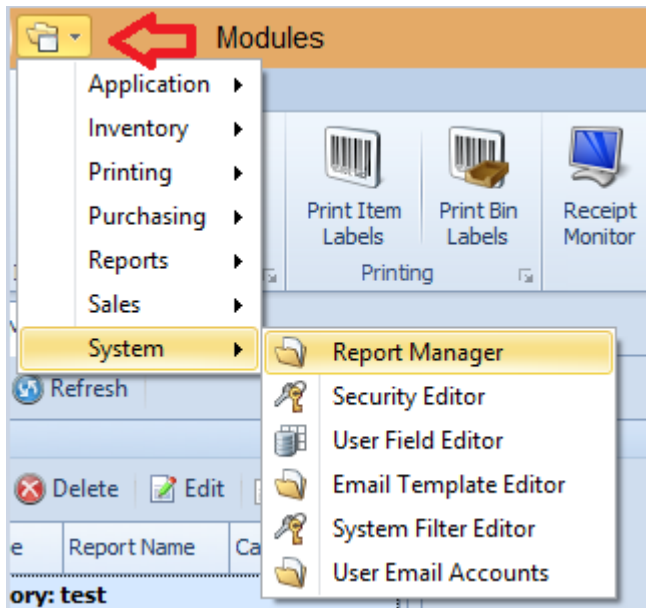 Modules
Application
Inventory
Printing
Purchasing
Reports
Sales
System
Print Item
Labels
Print Bin
Labels
Receipt
Monitor
Printing
Report Manager
Security Editor
User Field Editor
Email Template Editor
System Filter Editor
User Email Accounts
Refresh
Delete Edit
e Report Name Ca
ory: test